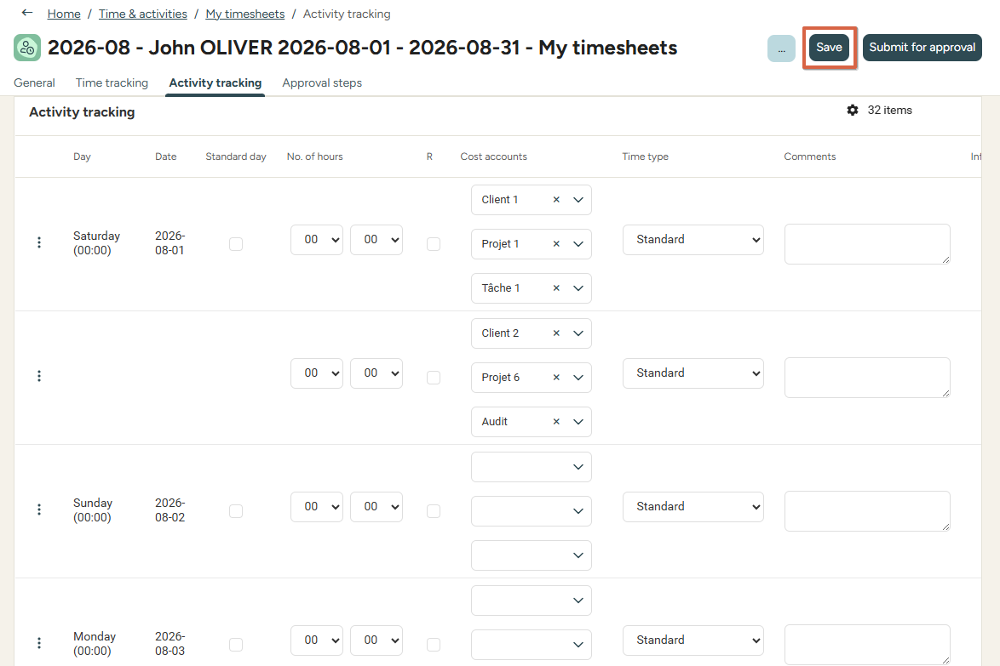 Home / Time & activities / My timesheets / Activity tracking
2026-08 - John OLIVER 2026-08-01 - 2026-08-31 - My timesheets
... Save Submit for approval
General Time tracking Activity tracking Approval steps
Activity tracking
32 items
Day Date Standard day No. of hours R Cost accounts Time type Comments
Client 1
Saturday (00:00) 2026-08-01 00 00 Projet 1 Standard
Tâche 1
Client 2
00 00 Projet 6 Standard
Audit
Sunday (00:00) 2026-08-02 00 00 Standard
Monday (00:00) 2026-08-03 00 00 Standard